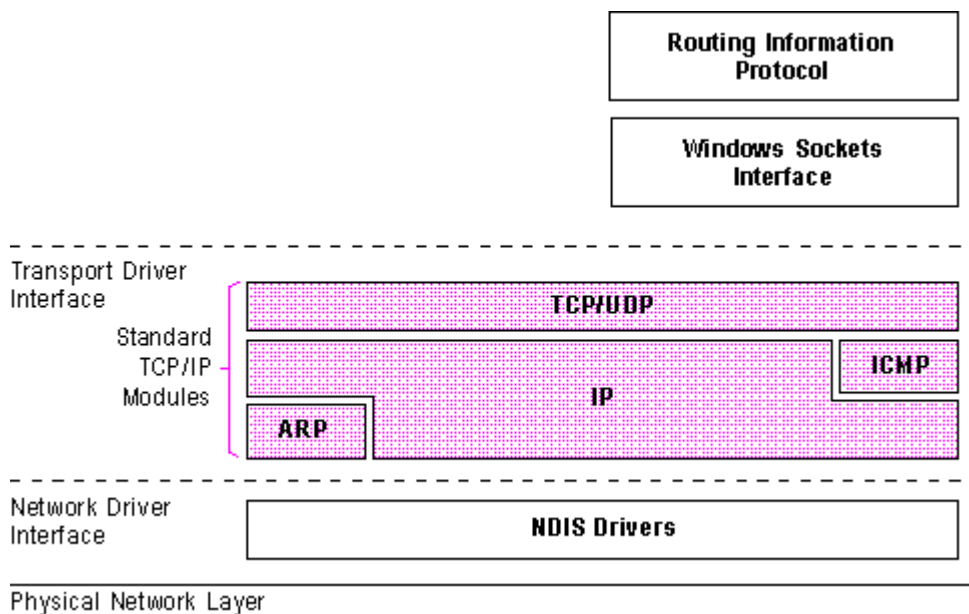 Routing Information
Protocol
Windows Sockets
Interface
Transport Driver
Interface
TCP/UDP
Standard
TCP/IP
Modules
ICMP
IP
ARP
Network Driver
Interface
NDIS Drivers
Physical Network Layer